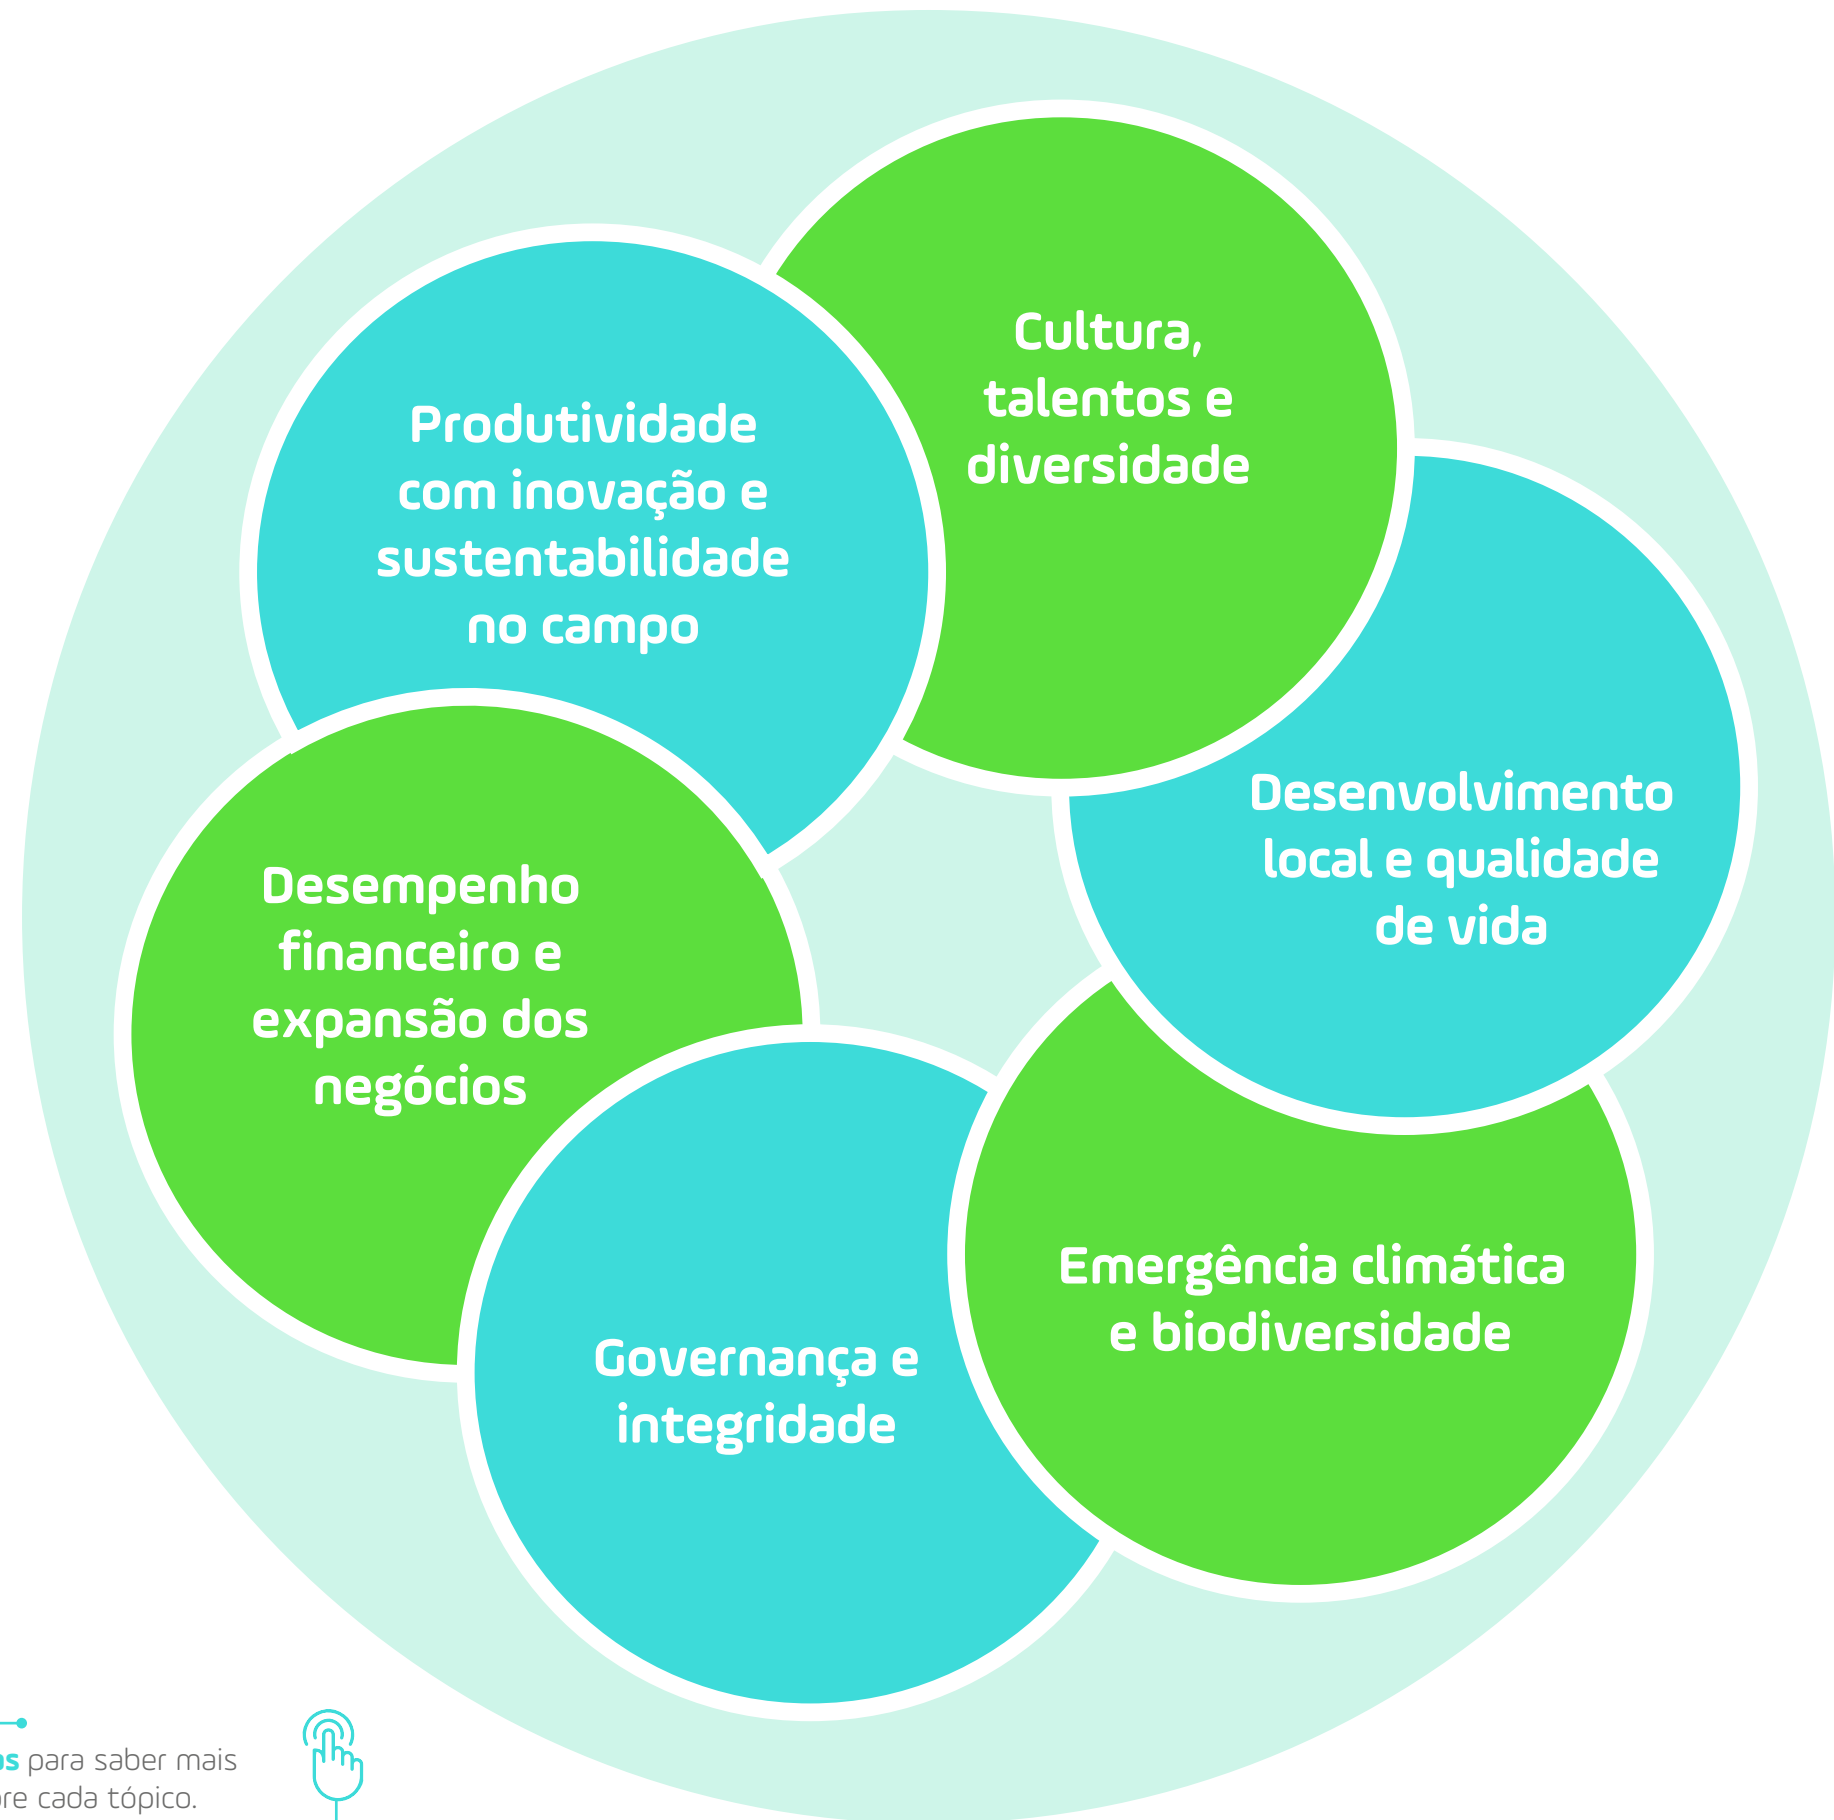 Cultura,
talentos e
diversidade
Produtividade
com inovação e
sustentabilidade
no campo
Desenvolvimento
local e qualidade
de vida
Desempenho
financeiro e
expansão dos
negócios
Emergência climática
e biodiversidade
Governança e
integridade
para saber mais
cada tópico.